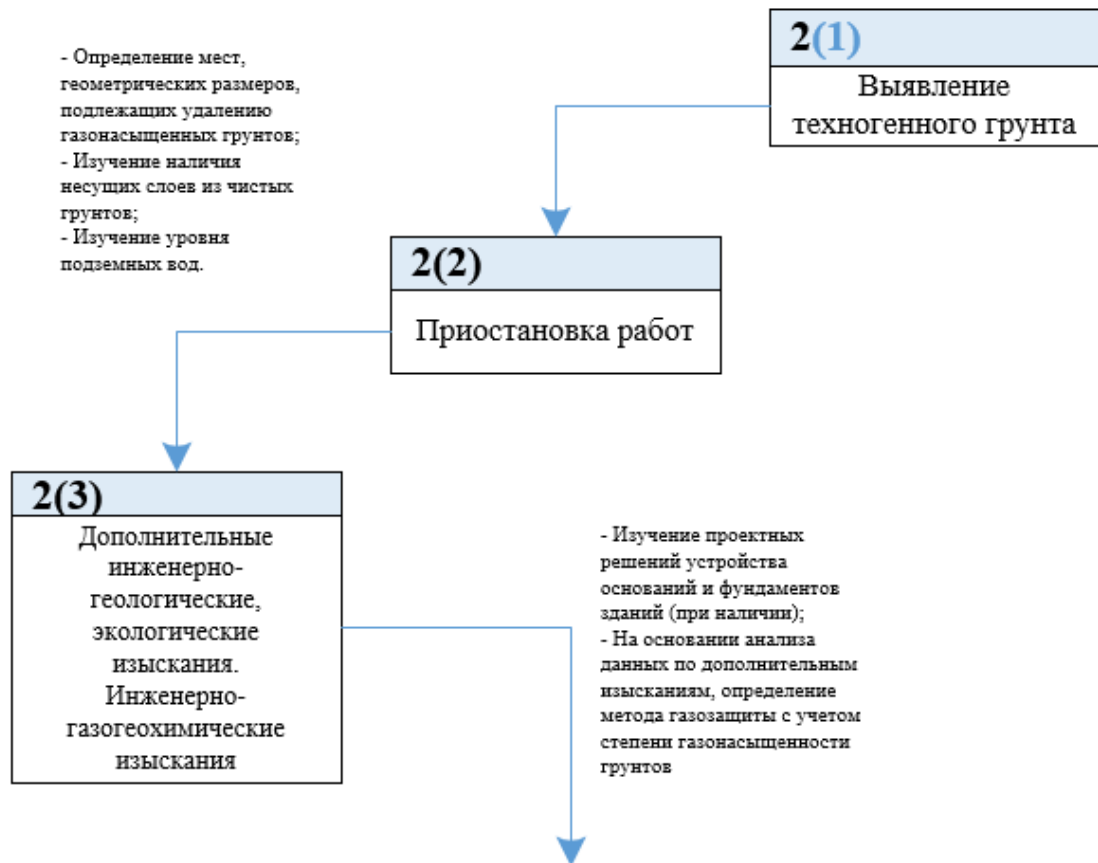 2(1)
Выявление
техногенного грунта
- Определение мест,
геометрических размеров,
подлежащих удалению
газонасыщенных грунтов;
- Изучение наличия
несущих слоев из чистых
грунтов;
- Изучение уровня
подземных вод.
2(2)
Приостановка работ
2(3)
Дополнительные
инженерно-
геологические,
экологические
изыскания.
Инженерно-
газогеохимические
изыскания
- Изучение проектных
решений устройства
оснований и фундаментов
зданий (при наличии);
- На основании анализа
данных по дополнительным
изысканиям, определение
метода газозащиты с учетом
степени газонасыщенности
грунтов